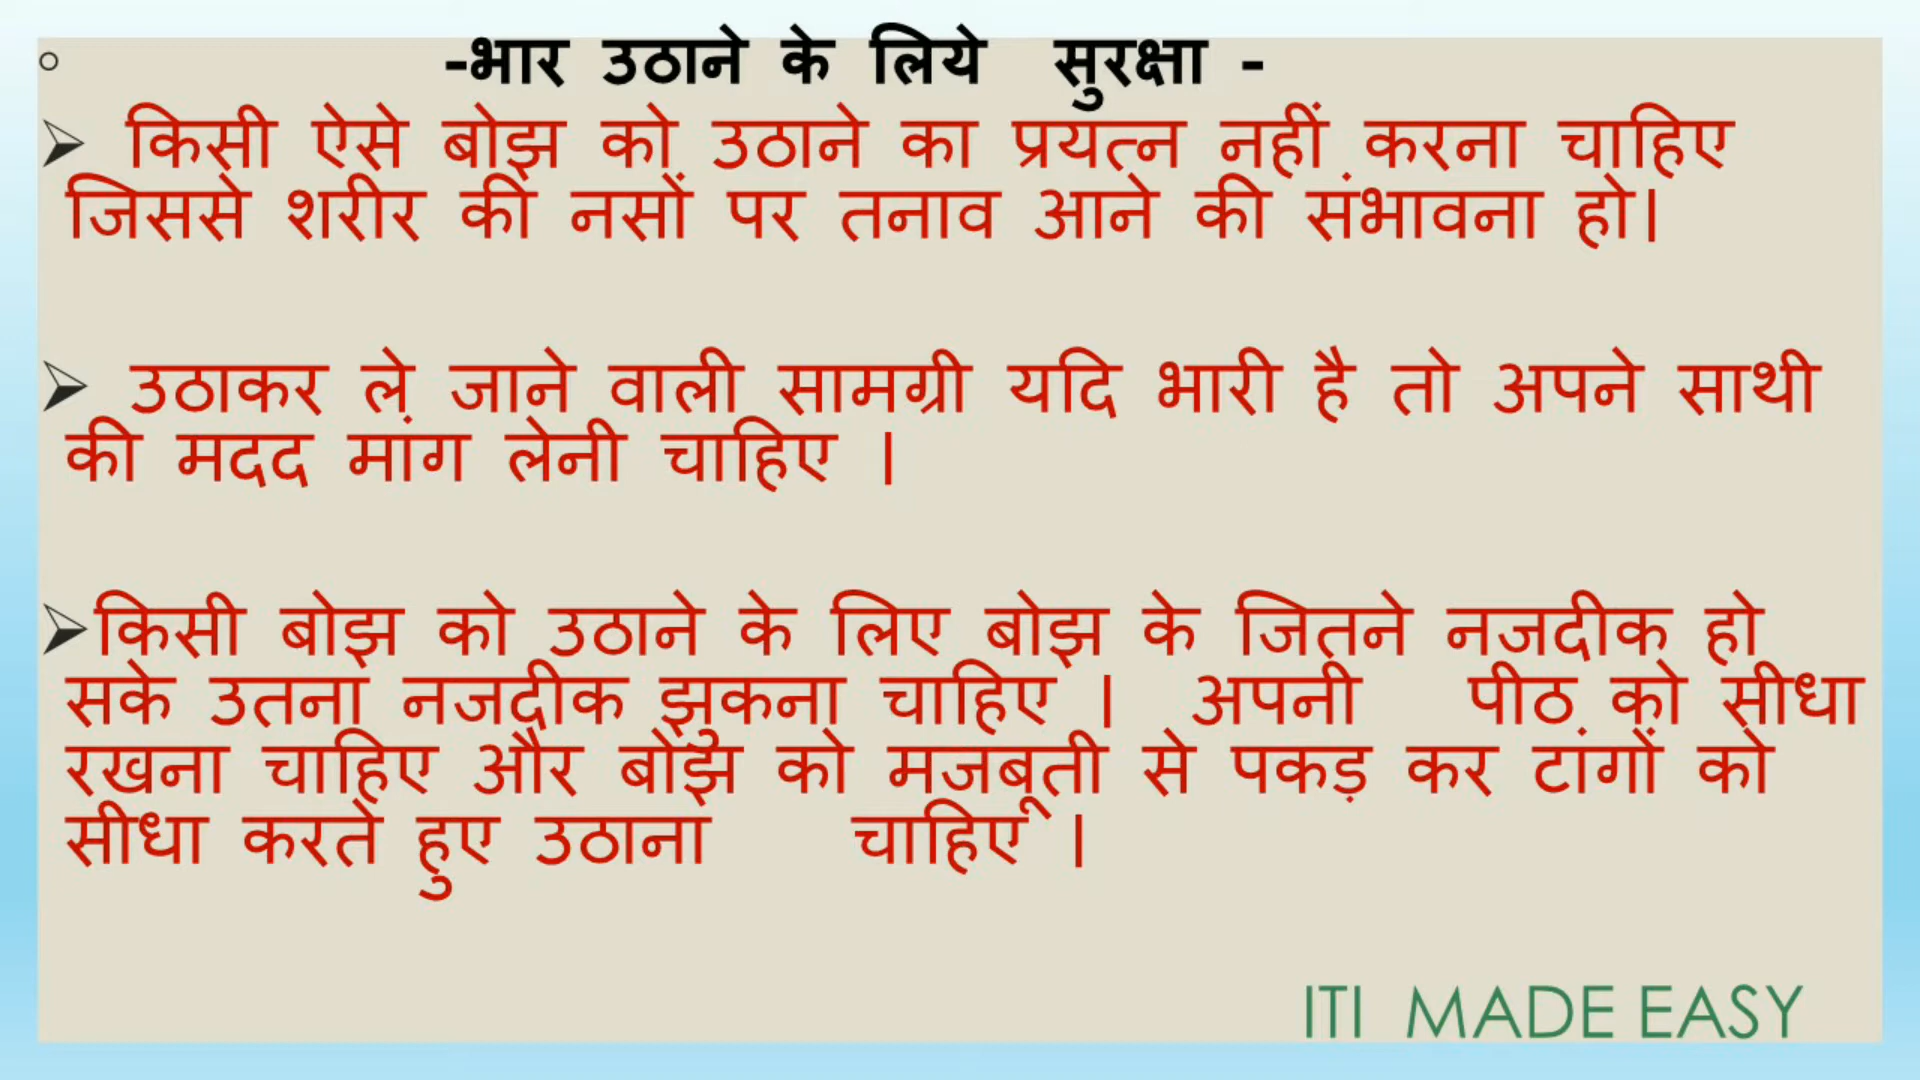 -भार उठाने के लिये सुरक्षा -
किसी ऐसे बोझ को उठाने का प्रयत्न नहीं करना चाहिए
जिससे शरीर की नसों पर तनाव आने की संभावना हो।
उठाकर ले जाने वाली सामग्री यदि भारी है तो अपने साथी
की मदद मांग लेनी चाहिए ।
किसी बोझ को उठाने के लिए बोझ के जितने नजदीक हो
सके उतना नजदीक झुकना चाहिए । अपनी पीठ को सीधा
रखना चाहिए और बोझ को मजबूती से पकड़ कर टांगों को
सीधा करते हुए उठाना चाहिए ।
ITI MADE EASY